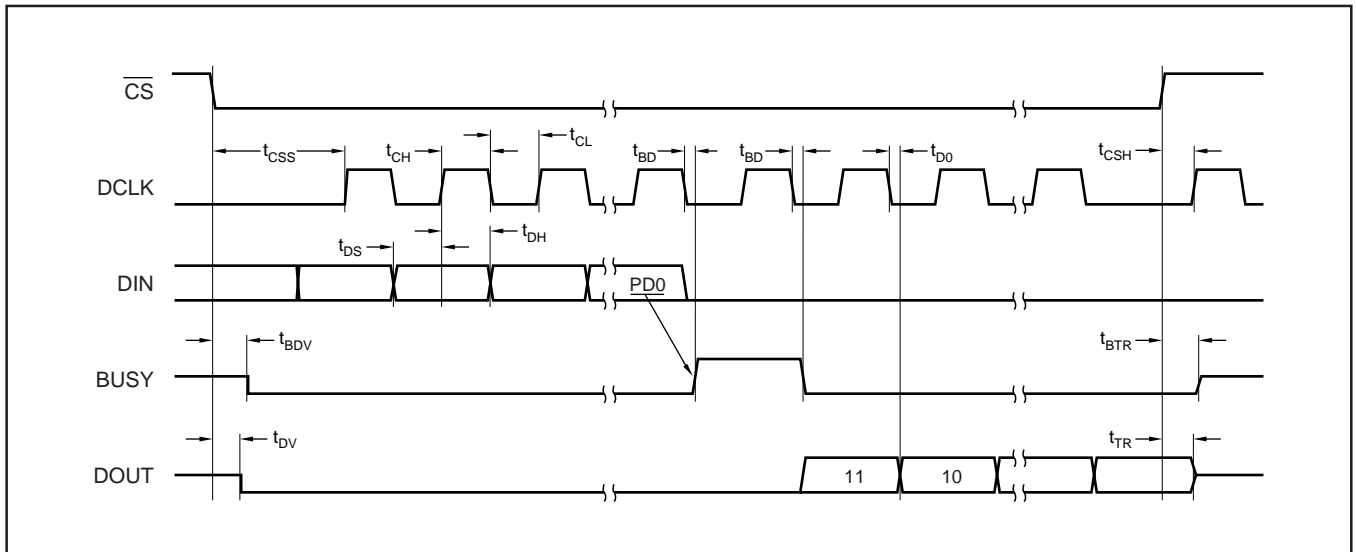 CS
tCSS
tCH
tCL
tBD
tBD
tD0
tCSH
DCLK
tDS
tDH
DIN
PD0
tBDV
tBTR
BUSY
tDV
tTR
DOUT
11
10